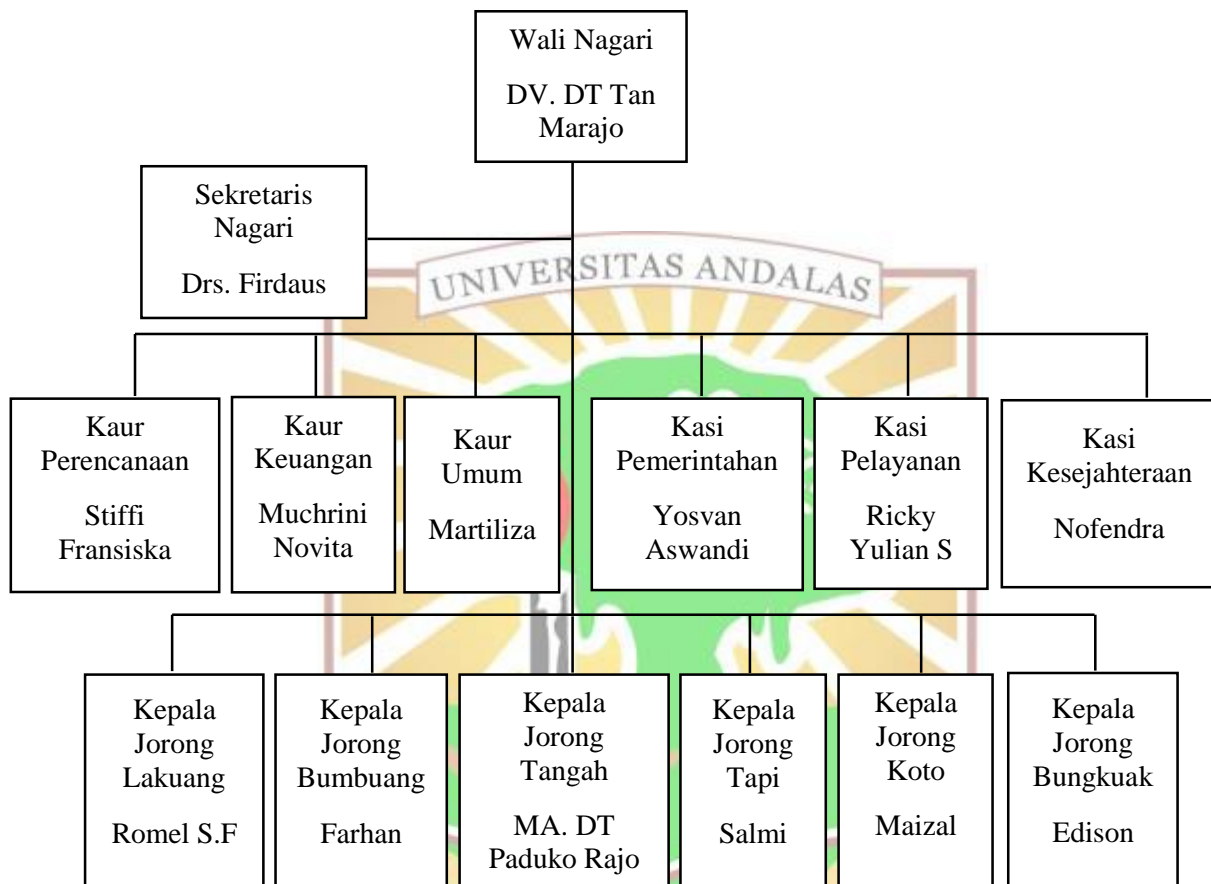 Wali Nagari
DV. DT Tan
Marajo
Sekretaris
Nagari
Drs. Firdaus
UNIVERSITAS ANDALAS
Kaur
Perencanaan
Stiffi
Fransiska
Kaur
Keuangan
Muchrini
Novita
Kaur
Umum
Martiliza
Kasi
Pemerintahan
Yosvan
Aswandi
Kasi
Pelayanan
Ricky
Yulian S
Kasi
Kesejahteraan
Nofendra
Kepala
Jorong
Lakuang
Romel S.F
Kepala
Jorong
Bumbuang
Farhan
Kepala
Jorong
Tangah
MA. DT
Paduko Rajo
Kepala
Jorong
Tapi
Salmi
Kepala
Jorong
Koto
Maizal
Kepala
Jorong
Bungkuak
Edison